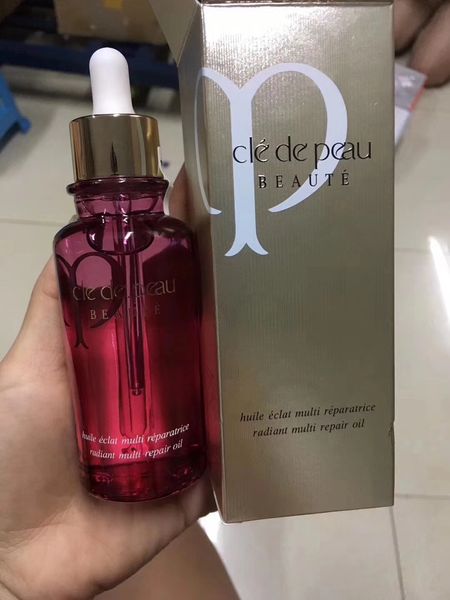 clé de peau
BEAUTÉ
huile éclat multi réparatrice
radiant multi repair oil
clé de peau
BEAUTÉ
huile éclat multi réparatrice
radiant multi repair oil